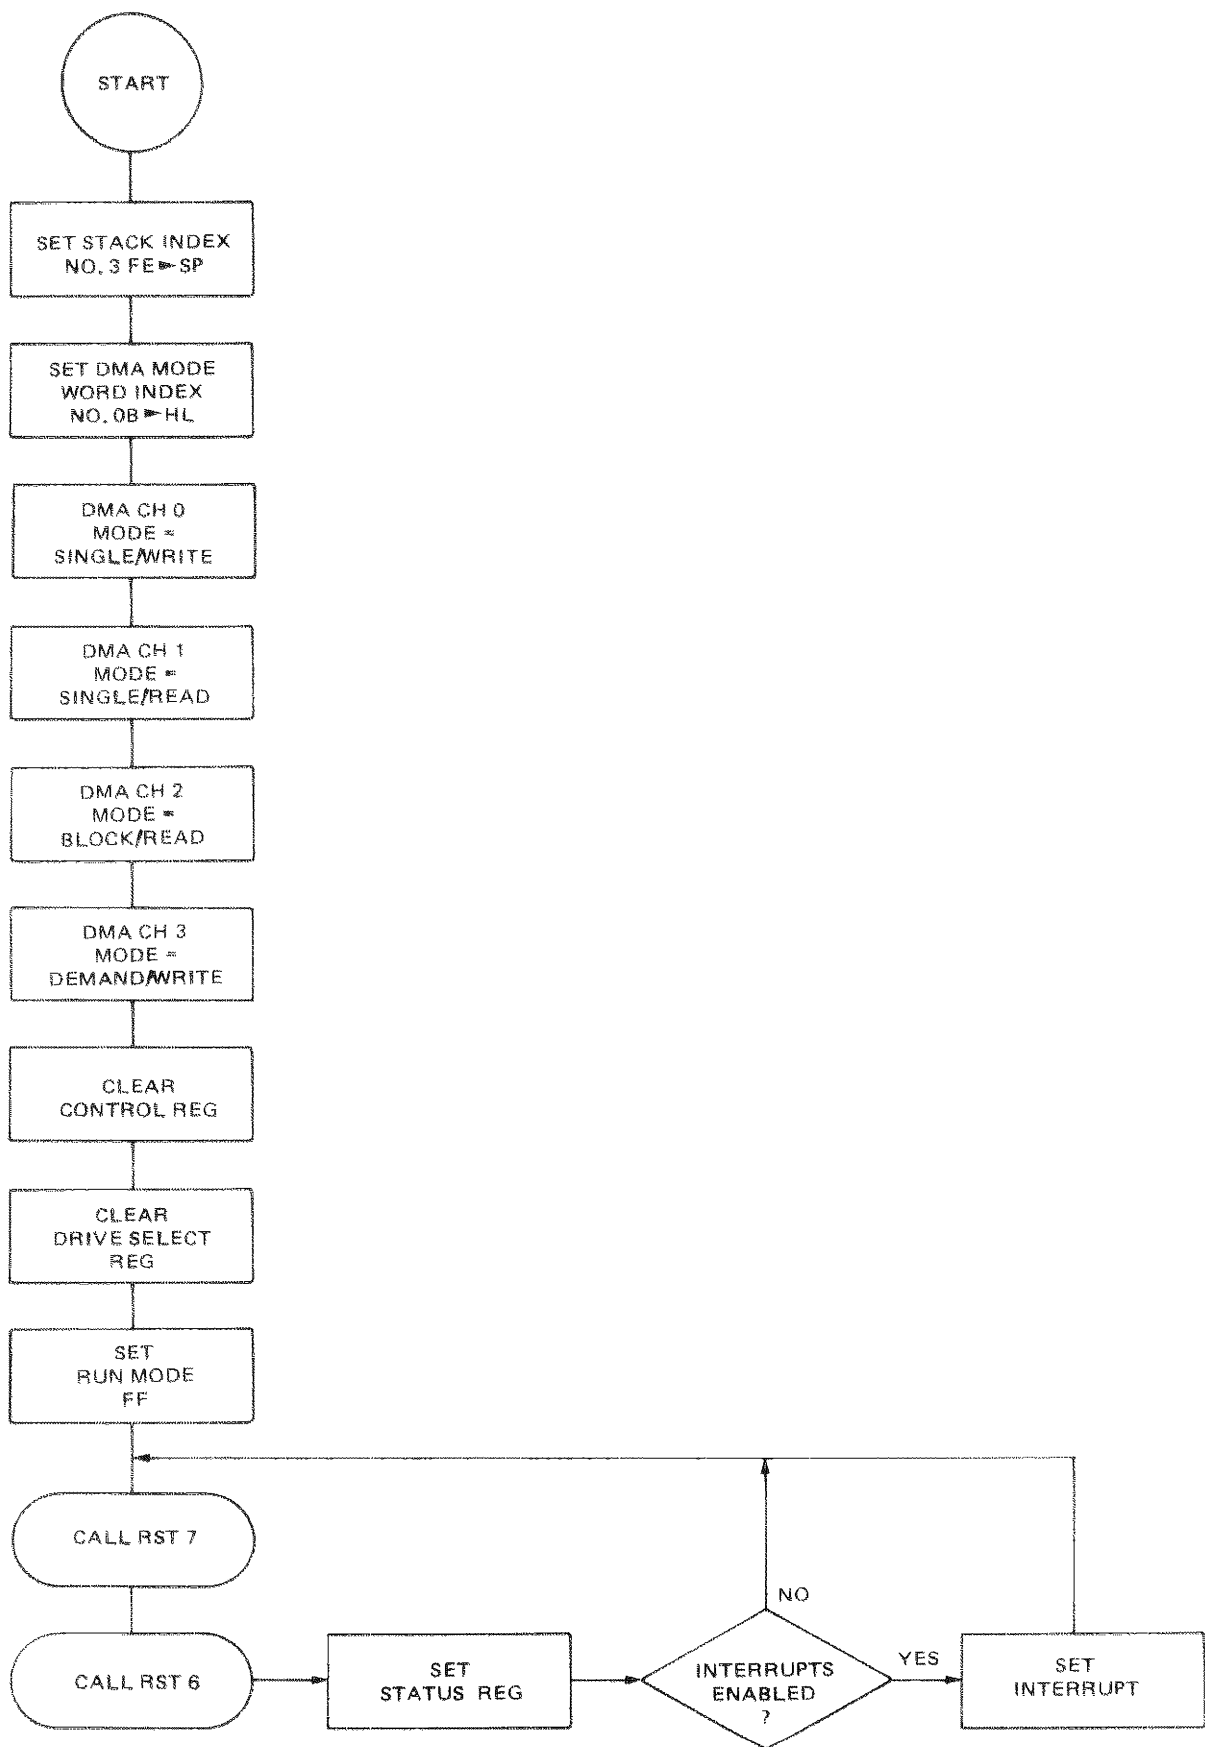 START
SET STACK INDEX
NO. 3 FE►SP
SET DMA MODE
WORD INDEX
NO. 0B►HL
DMA CH 0
MODE =
SINGLE/WRITE
DMA CH 1
MODE =
SINGLE/READ
DMA CH 2
MODE =
BLOCK/READ
DMA CH 3
MODE =
DEMAND/WRITE
CLEAR
CONTROL REG
CLEAR
DRIVE SELECT
REG
SET
RUN MODE
FF
CALL RST 7
CALL RST 6
SET
STATUS REG
INTERRUPTS
ENABLED
?
NO
YES
SET
INTERRUPT